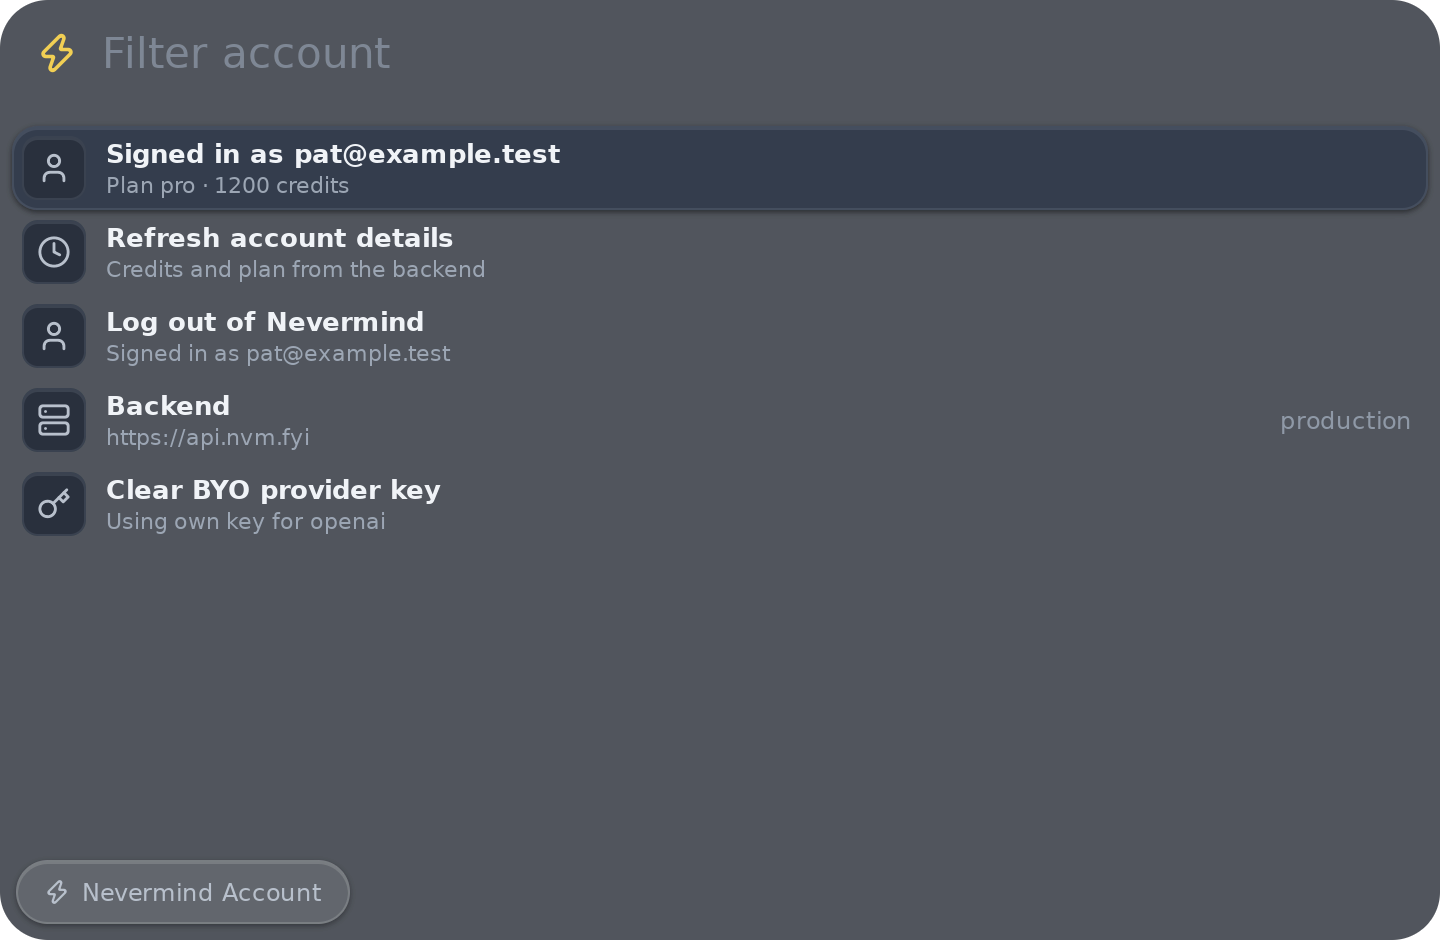 Filter account
Signed in as pat@example.test
Plan pro · 1200 credits
Refresh account details
Credits and plan from the backend
Log out of Nevermind
Signed in as pat@example.test
Backend
https://api.nvm.fyi
production
Clear BYO provider key
Using own key for openai
Nevermind Account